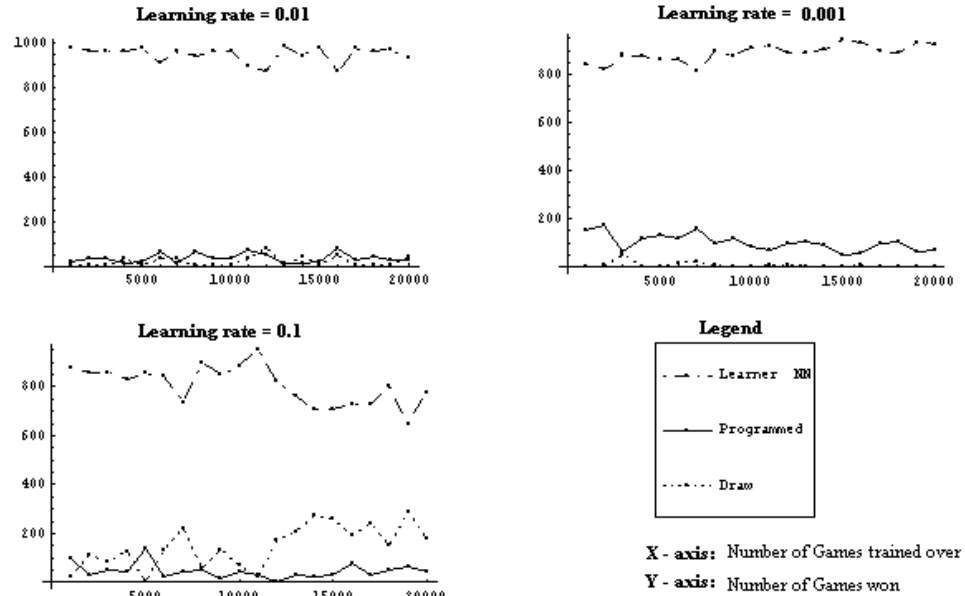 Learning rate = 0.01
1000
800
600
400
200
5000 10000 15000 20000
Learning rate = 0.001
800
600
400
200
5000 10000 15000 20000
Learning rate = 0.1
800
600
400
200
5000 10000 15000 20000
Legend
Learner NN
Programmed
Draw
X - axis: Number of Games trained over
Y - axis: Number of Games won